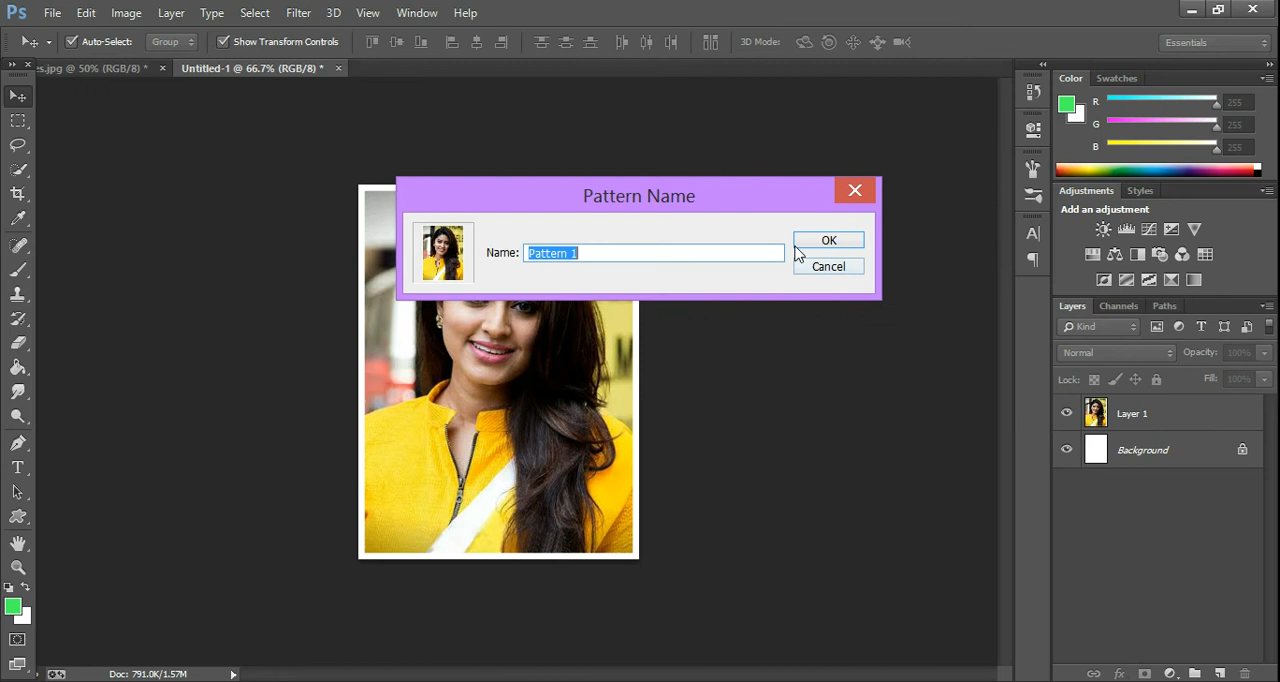 Ps File Edit Image Layer Type Select Filter 3D View Window Help
Auto-Select: Group Show Transform Controls 3D Mode: Essentials
es.jpg @ 50% (RGB/8) * × Untitled-1 @ 66.7% (RGB/8) * ×
Color Swatches
R 255
G 255
B 255
Adjustments Styles
Add an adjustment
Pattern Name
Name: Pattern 1
OK
Cancel
Layers Channels Paths
Kind
Normal Opacity: 100%
Lock: Fill: 100%
Layer 1
Background
Doc: 791.0K/1.57M